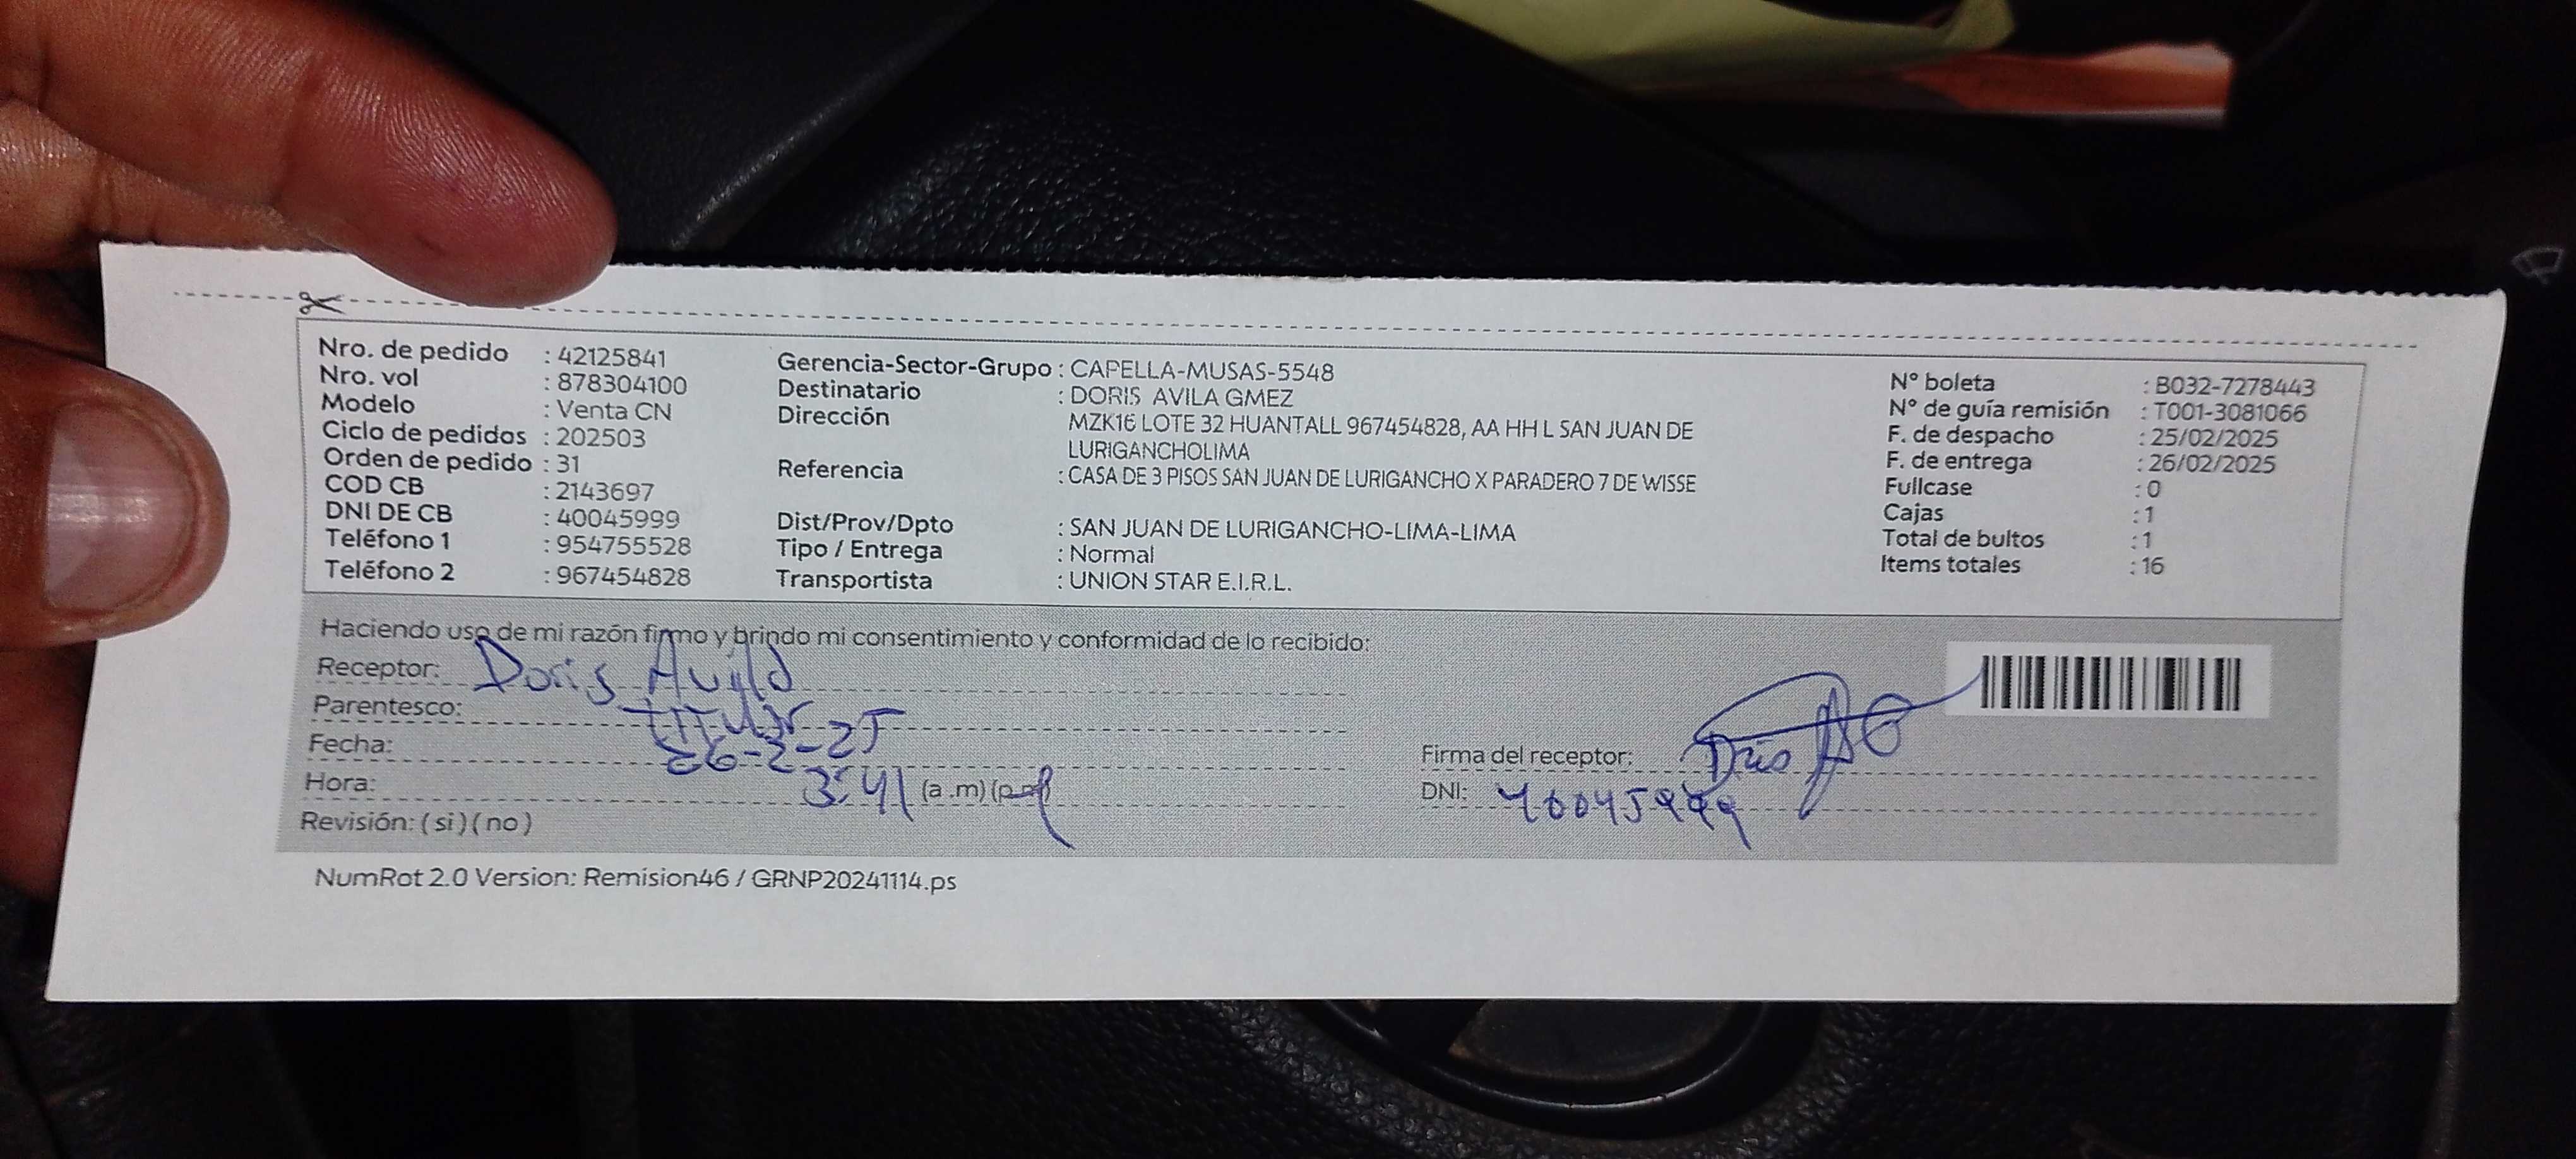 Nro. de pedido : 42125841
Nro. vol : 878304100
Modelo : Venta CN
Ciclo de pedidos : 202503
Orden de pedido : 31
COD CB : 2143697
DNI DE CB : 40045999
Teléfono 1 : 954755528
Teléfono 2 : 967454828
Gerencia-Sector-Grupo : CAPELLA-MUSAS-5548
Destinatario : DORIS AVILA GMEZ
Dirección MZK16 LOTE 32 HUANTALL 967454828, AA HH L SAN JUAN DE
LURIGANCHOLIMA
Referencia : CASA DE 3 PISOS SAN JUAN DE LURIGANCHO X PARADERO 7 DE WISSE
Dist/Prov/Dpto : SAN JUAN DE LURIGANCHO-LIMA-LIMA
Tipo / Entrega : Normal
Transportista : UNION STAR E.I.R.L.
N° boleta : B032-7278443
N° de guía remisión : T001-3081066
F. de despacho : 25/02/2025
F. de entrega : 26/02/2025
Fullcase : 0
Cajas : 1
Total de bultos : 1
Items totales : 16
Haciendo uso de mi razón firmo y brindo mi consentimiento y conformidad de lo recibido:
Receptor: Doris Avila
Parentesco: Titular
Fecha: 26-2-25
Hora: 3:41 (a.m) (p.m)
Revisión: ( si ) ( no )
Firma del receptor:
DNI: 40045999
NumRot 2.0 Version: Remision46 / GRNP20241114.ps